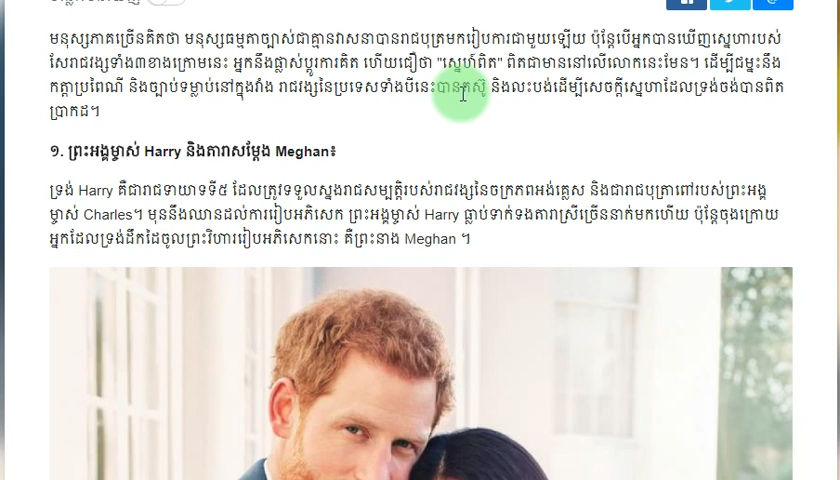 មនុស្សភាគច្រើនគិតថា មនុស្សធម្មតាច្បាស់ជាគ្មានវាសនាបានរាជបុត្រមករៀបការជាមួយឡើយ ប៉ុន្តែបើអ្នកបានឃើញស្នេហារបស់
សែរាជវង្សទាំង៣ខាងក្រោមនេះ អ្នកនឹងផ្លាស់ប្តូរការគិត ហើយជឿថា "ស្នេហ៍ពិត" ពិតជាមាននៅលើលោកនេះមែន។ ដើម្បីជម្នះនឹង
កត្តាប្រពៃណី និងច្បាប់ទម្លាប់នៅក្នុងវាំង រាជវង្សនៃប្រទេសទាំងបីនេះបានតស៊ូ និងលះបង់ដើម្បីសេចក្តីស្នេហាដែលទ្រង់ចង់បានពិត
ប្រាកដ។
១. ព្រះអង្គម្ចាស់ Harry និងតារាសម្តែង Meghan៖
ទ្រង់ Harry គឺជារាជទាយាទទី៥ ដែលត្រូវទទួលស្នងរាជសម្បត្តិរបស់រាជវង្សនៃចក្រភពអង់គ្លេស និងជារាជបុត្រាពៅរបស់ព្រះអង្គ
ម្ចាស់ Charles។ មុននឹងឈានដល់ការរៀបអភិសេក ព្រះអង្គម្ចាស់ Harry ធ្លាប់ទាក់ទងតារាស្រីច្រើននាក់មកហើយ ប៉ុន្តែចុងក្រោយ
អ្នកដែលទ្រង់ដឹកដៃចូលព្រះវិហាររៀបអភិសេកនោះ គឺព្រះនាង Meghan ។